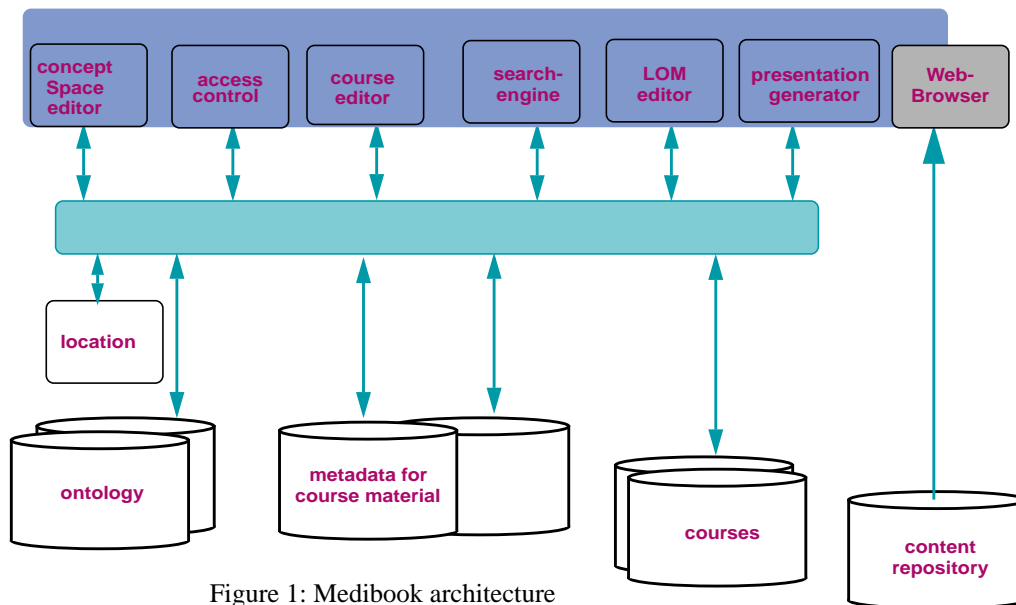 concept
Space
editor
access
control
course
editor
search-
engine
LOM
editor
presentation
generator
Web-
Browser
location
ontology
metadata for
course material
courses
content
repository
Figure 1: Medibook architecture